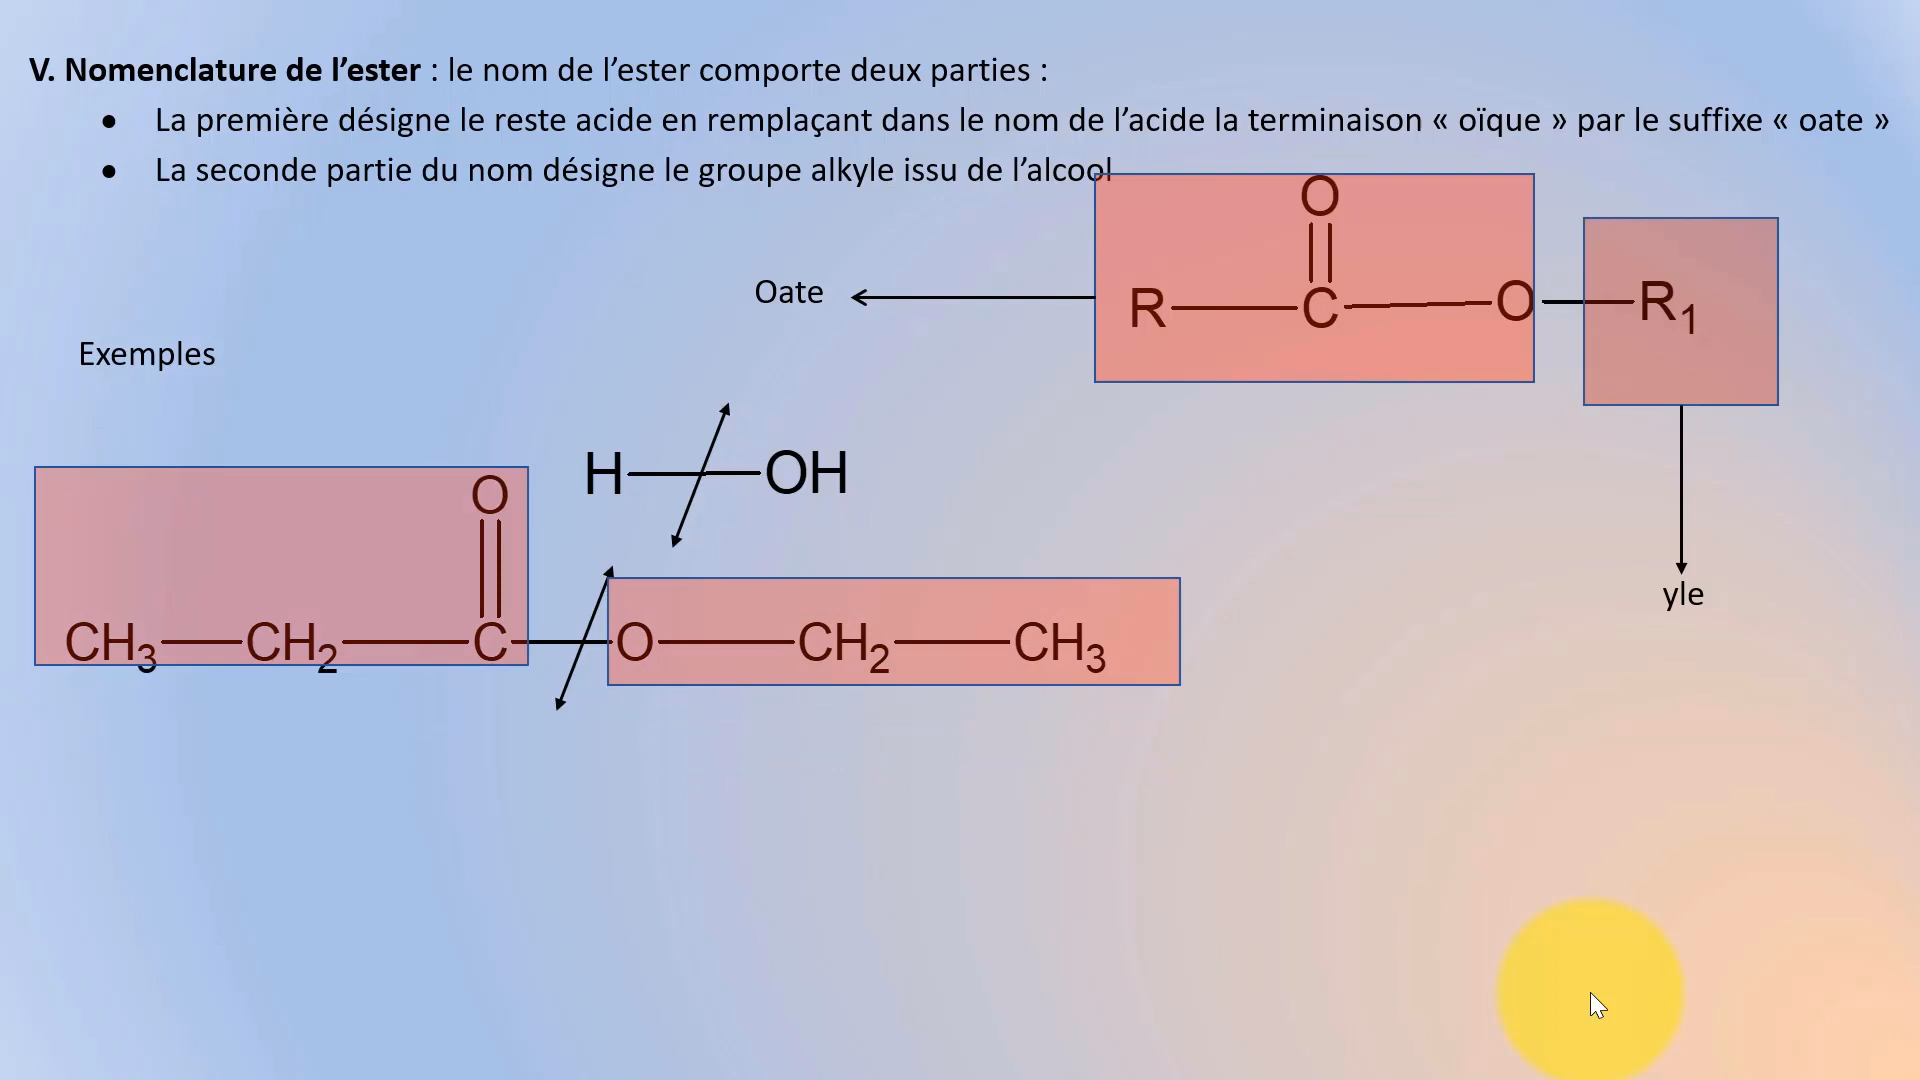 V. Nomenclature de l’ester : le nom de l’ester comporte deux parties :
• La première désigne le reste acide en remplaçant dans le nom de l’acide la terminaison « oïque » par le suffixe « oate »
• La seconde partie du nom désigne le groupe alkyle issu de l’alcool
O
Oate
R C O R1
Exemples
H OH
O
yle
CH3 CH2 C O CH2 CH3